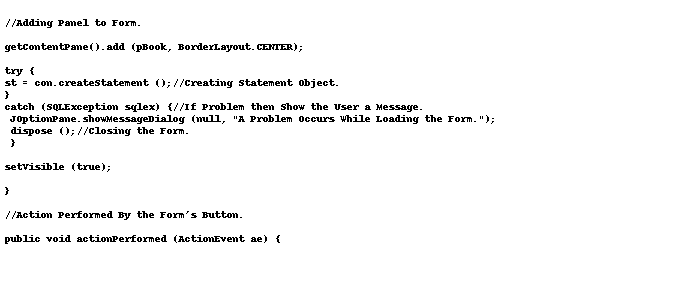 //Adding Panel to Form.
getContentPane().add (pBook, BorderLayout.CENTER);
try {
st = con.createStatement ();//Creating Statement Object.
}
catch (SQLException sqlex) {//If Problem then Show the User a Message.
JOptionPane.showMessageDialog (null, "A Problem Occurs While Loading the Form.");
dispose ();//Closing the Form.
}
setVisible (true);
}
//Action Performed By the Form's Button.
public void actionPerformed (ActionEvent ae) {